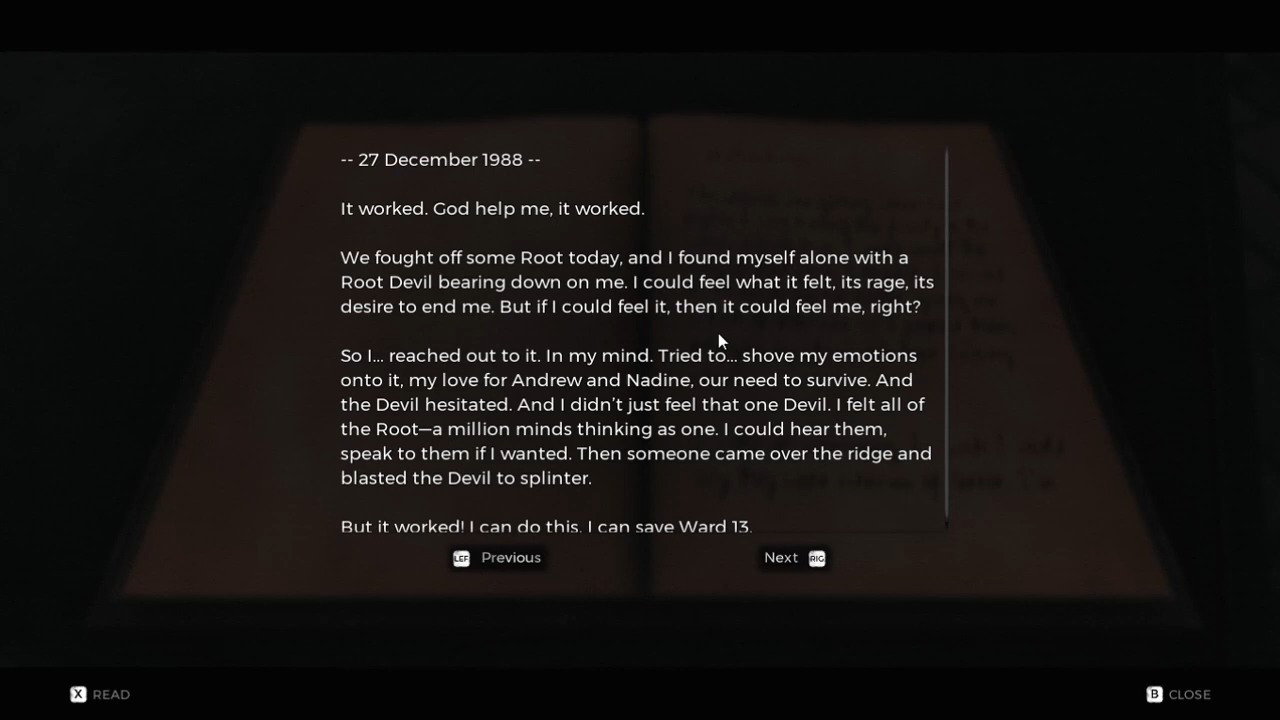 -- 27 December 1988 --
It worked. God help me, it worked.
We fought off some Root today, and I found myself alone with a
Root Devil bearing down on me. I could feel what it felt, its rage, its
desire to end me. But if I could feel it, then it could feel me, right?
So I... reached out to it. In my mind. Tried to... shove my emotions
onto it, my love for Andrew and Nadine, our need to survive. And
the Devil hesitated. And I didn't just feel that one Devil. I felt all of
the Root—a million minds thinking as one. I could hear them,
speak to them if I wanted. Then someone came over the ridge and
blasted the Devil to splinter.
But it worked! I can do this. I can save Ward 13.
LEF Previous Next RIG
X READ B CLOSE